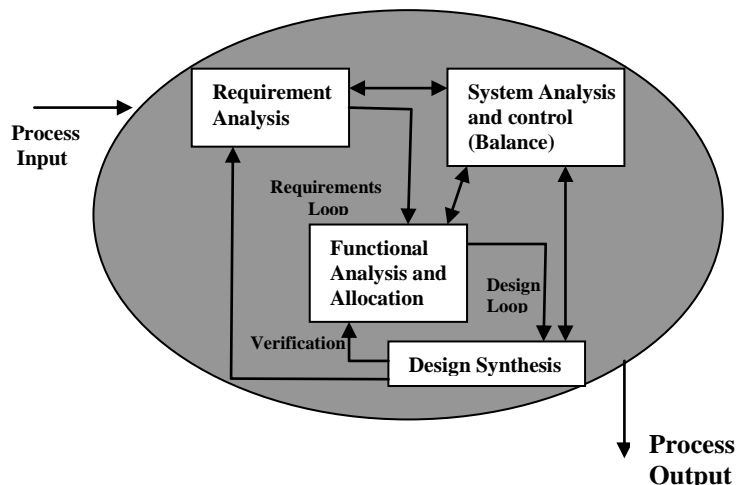 Process
Input
Requirement
Analysis
System Analysis
and control
(Balance)
Requirements
Loop
Functional
Analysis and
Allocation
Design
Loop
Verification
Design Synthesis
Process
Output